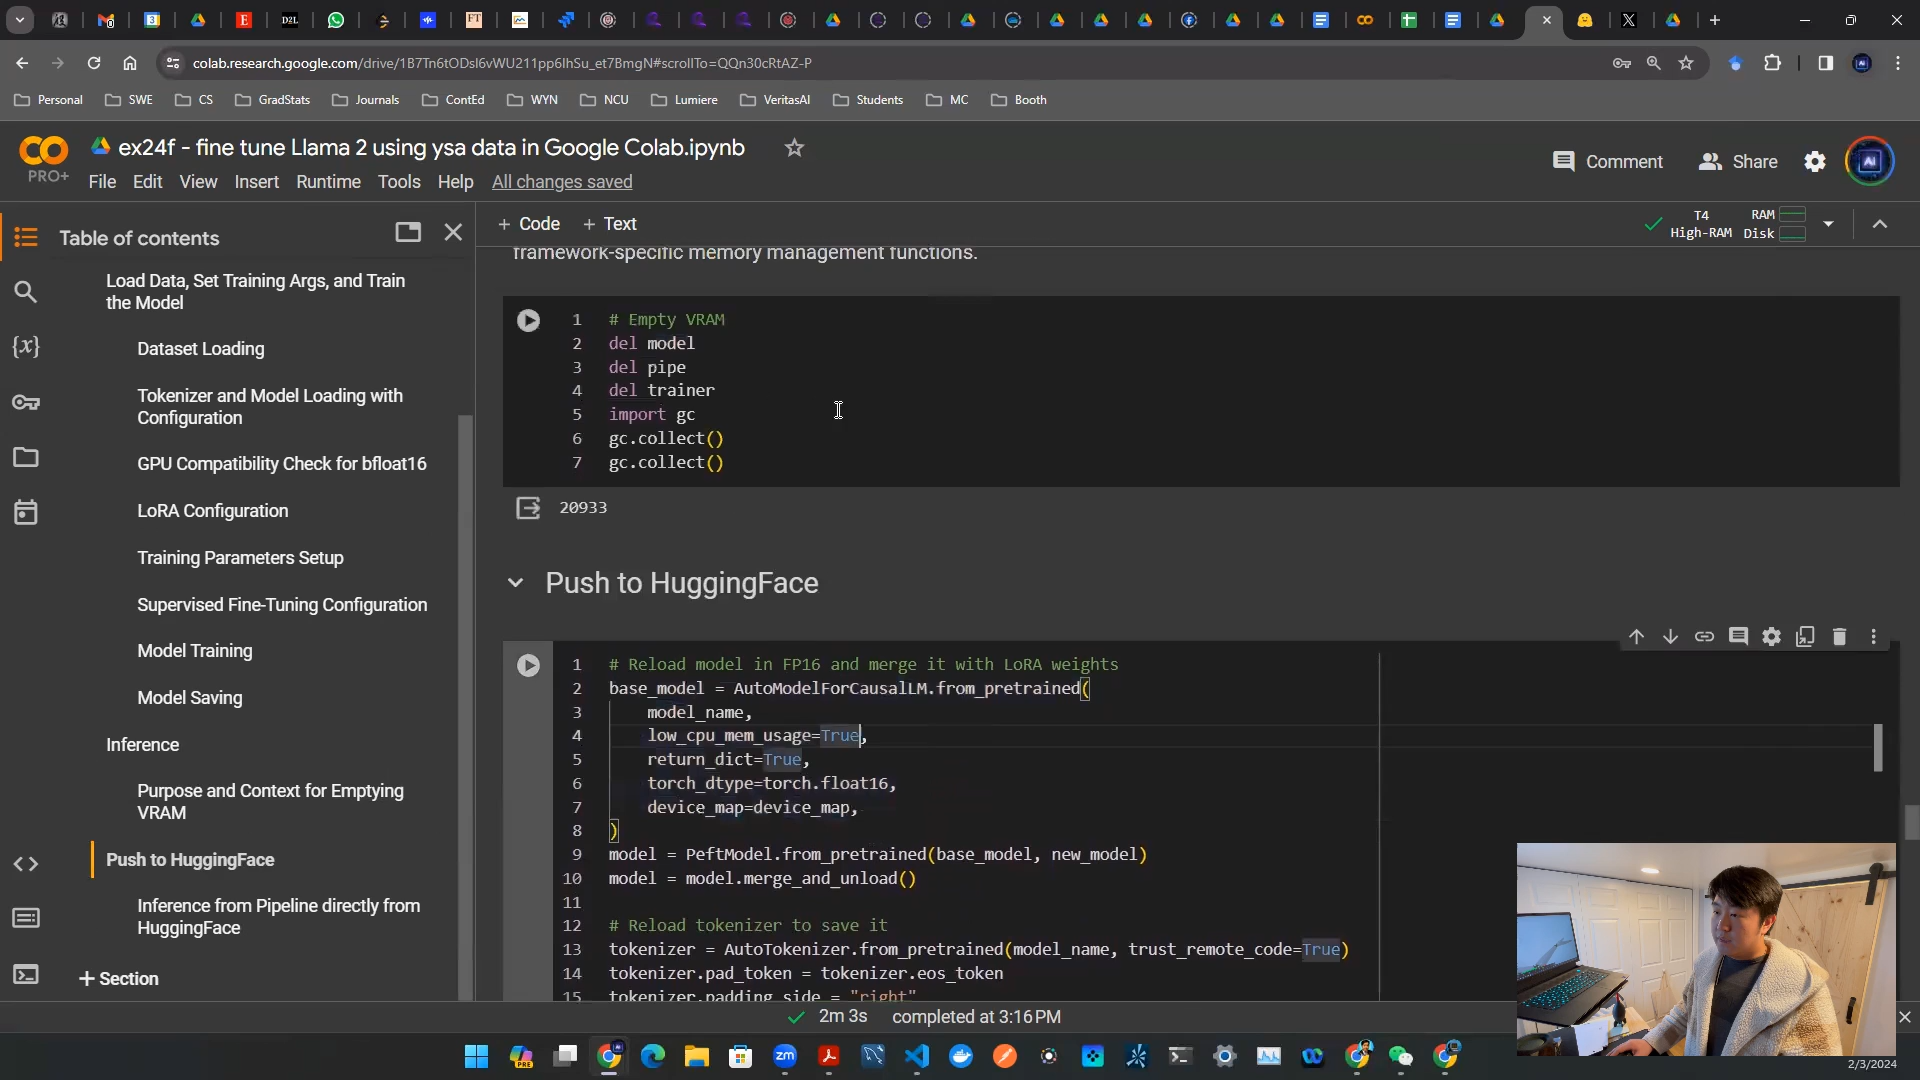 colab.research.google.com/drive/1B7Tn6tODsl6vWU211pp6IhSu_et7BmgN#scrollTo=QQn30cRtAZ-P
Personal SWE CS GradStats Journals ContEd WYN NCU Lumiere VeritasAI Students MC Booth
ex24f - fine tune Llama 2 using ysa data in Google Colab.ipynb
PRO+
File Edit View Insert Runtime Tools Help All changes saved
Comment Share
Table of contents
Load Data, Set Training Args, and Train
the Model
Dataset Loading
Tokenizer and Model Loading with
Configuration
GPU Compatibility Check for bfloat16
LoRA Configuration
Training Parameters Setup
Supervised Fine-Tuning Configuration
Model Training
Model Saving
Inference
Purpose and Context for Emptying
VRAM
Push to HuggingFace
Inference from Pipeline directly from
HuggingFace
+ Section
+ Code + Text
T4 RAM
High-RAM Disk
framework-specific memory management functions.
1 # Empty VRAM
2 del model
3 del pipe
4 del trainer
5 import gc
6 gc.collect()
7 gc.collect()
20933
Push to HuggingFace
1 # Reload model in FP16 and merge it with LoRA weights
2 base_model = AutoModelForCausalLM.from_pretrained(
3 model_name,
4 low_cpu_mem_usage=True,
5 return_dict=True,
6 torch_dtype=torch.float16,
7 device_map=device_map,
8 )
9 model = PeftModel.from_pretrained(base_model, new_model)
10 model = model.merge_and_unload()
11
12 # Reload tokenizer to save it
13 tokenizer = AutoTokenizer.from_pretrained(model_name, trust_remote_code=True)
14 tokenizer.pad_token = tokenizer.eos_token
15 tokenizer.padding_side = "right"
2m 3s completed at 3:16 PM
2/3/2024